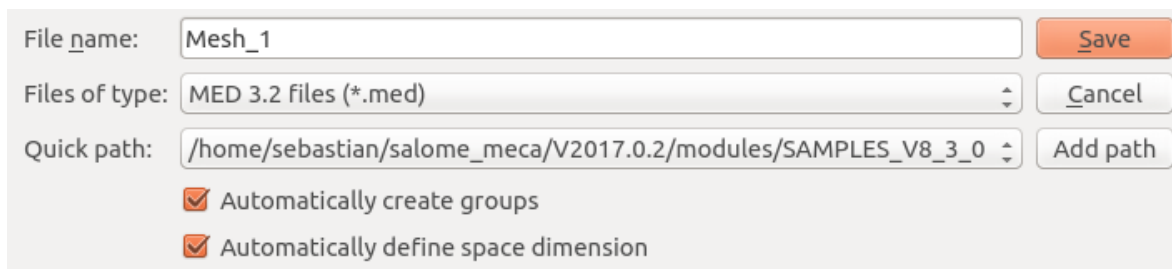 File name: Mesh_1 Save
Files of type: MED 3.2 files (*.med) Cancel
Quick path: /home/sebastian/salome_meca/V2017.0.2/modules/SAMPLES_V8_3_0 Add path
Automatically create groups
Automatically define space dimension